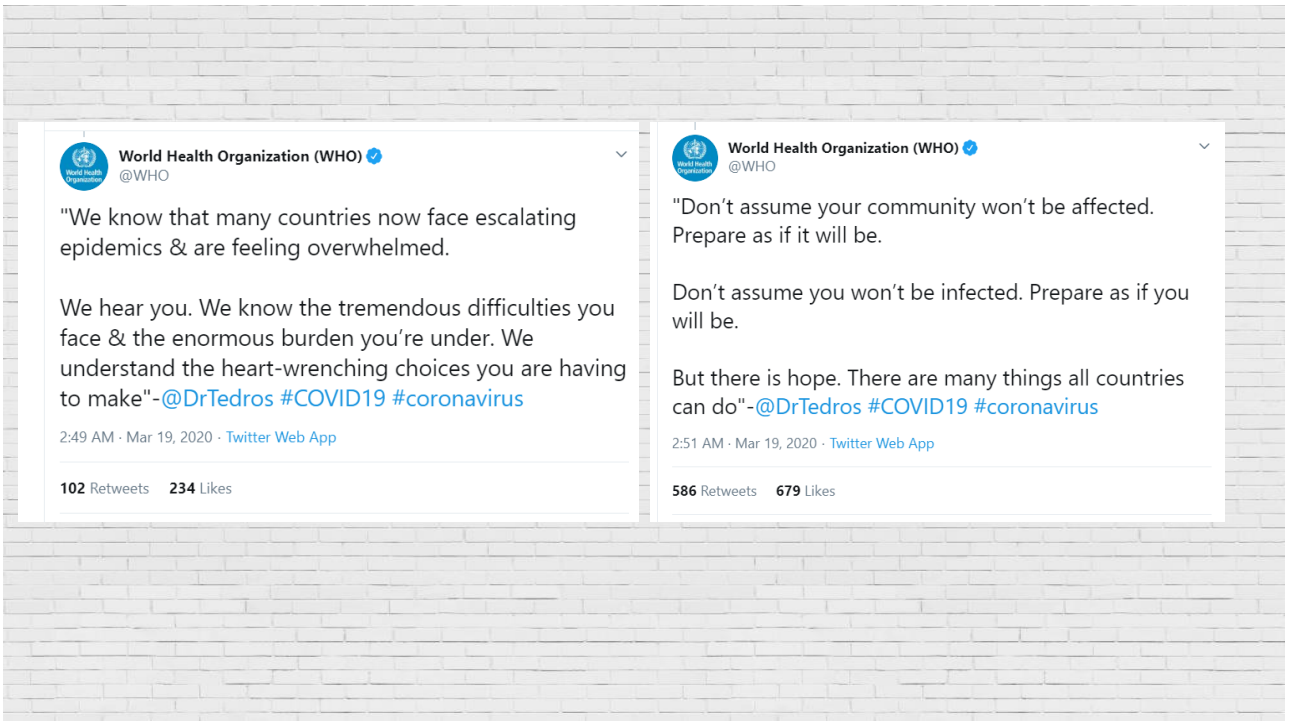 World Health Organization (WHO)
@WHO
World Health
Organization
"We know that many countries now face escalating
epidemics & are feeling overwhelmed.
We hear you. We know the tremendous difficulties you
face & the enormous burden you're under. We
understand the heart-wrenching choices you are having
to make"-@DrTedros #COVID19 #coronavirus
2:49 AM · Mar 19, 2020 · Twitter Web App
102 Retweets 234 Likes
World Health Organization (WHO)
@WHO
World Health
Organization
"Don't assume your community won't be affected.
Prepare as if it will be.
Don't assume you won't be infected. Prepare as if you
will be.
But there is hope. There are many things all countries
can do"-@DrTedros #COVID19 #coronavirus
2:51 AM · Mar 19, 2020 · Twitter Web App
586 Retweets 679 Likes